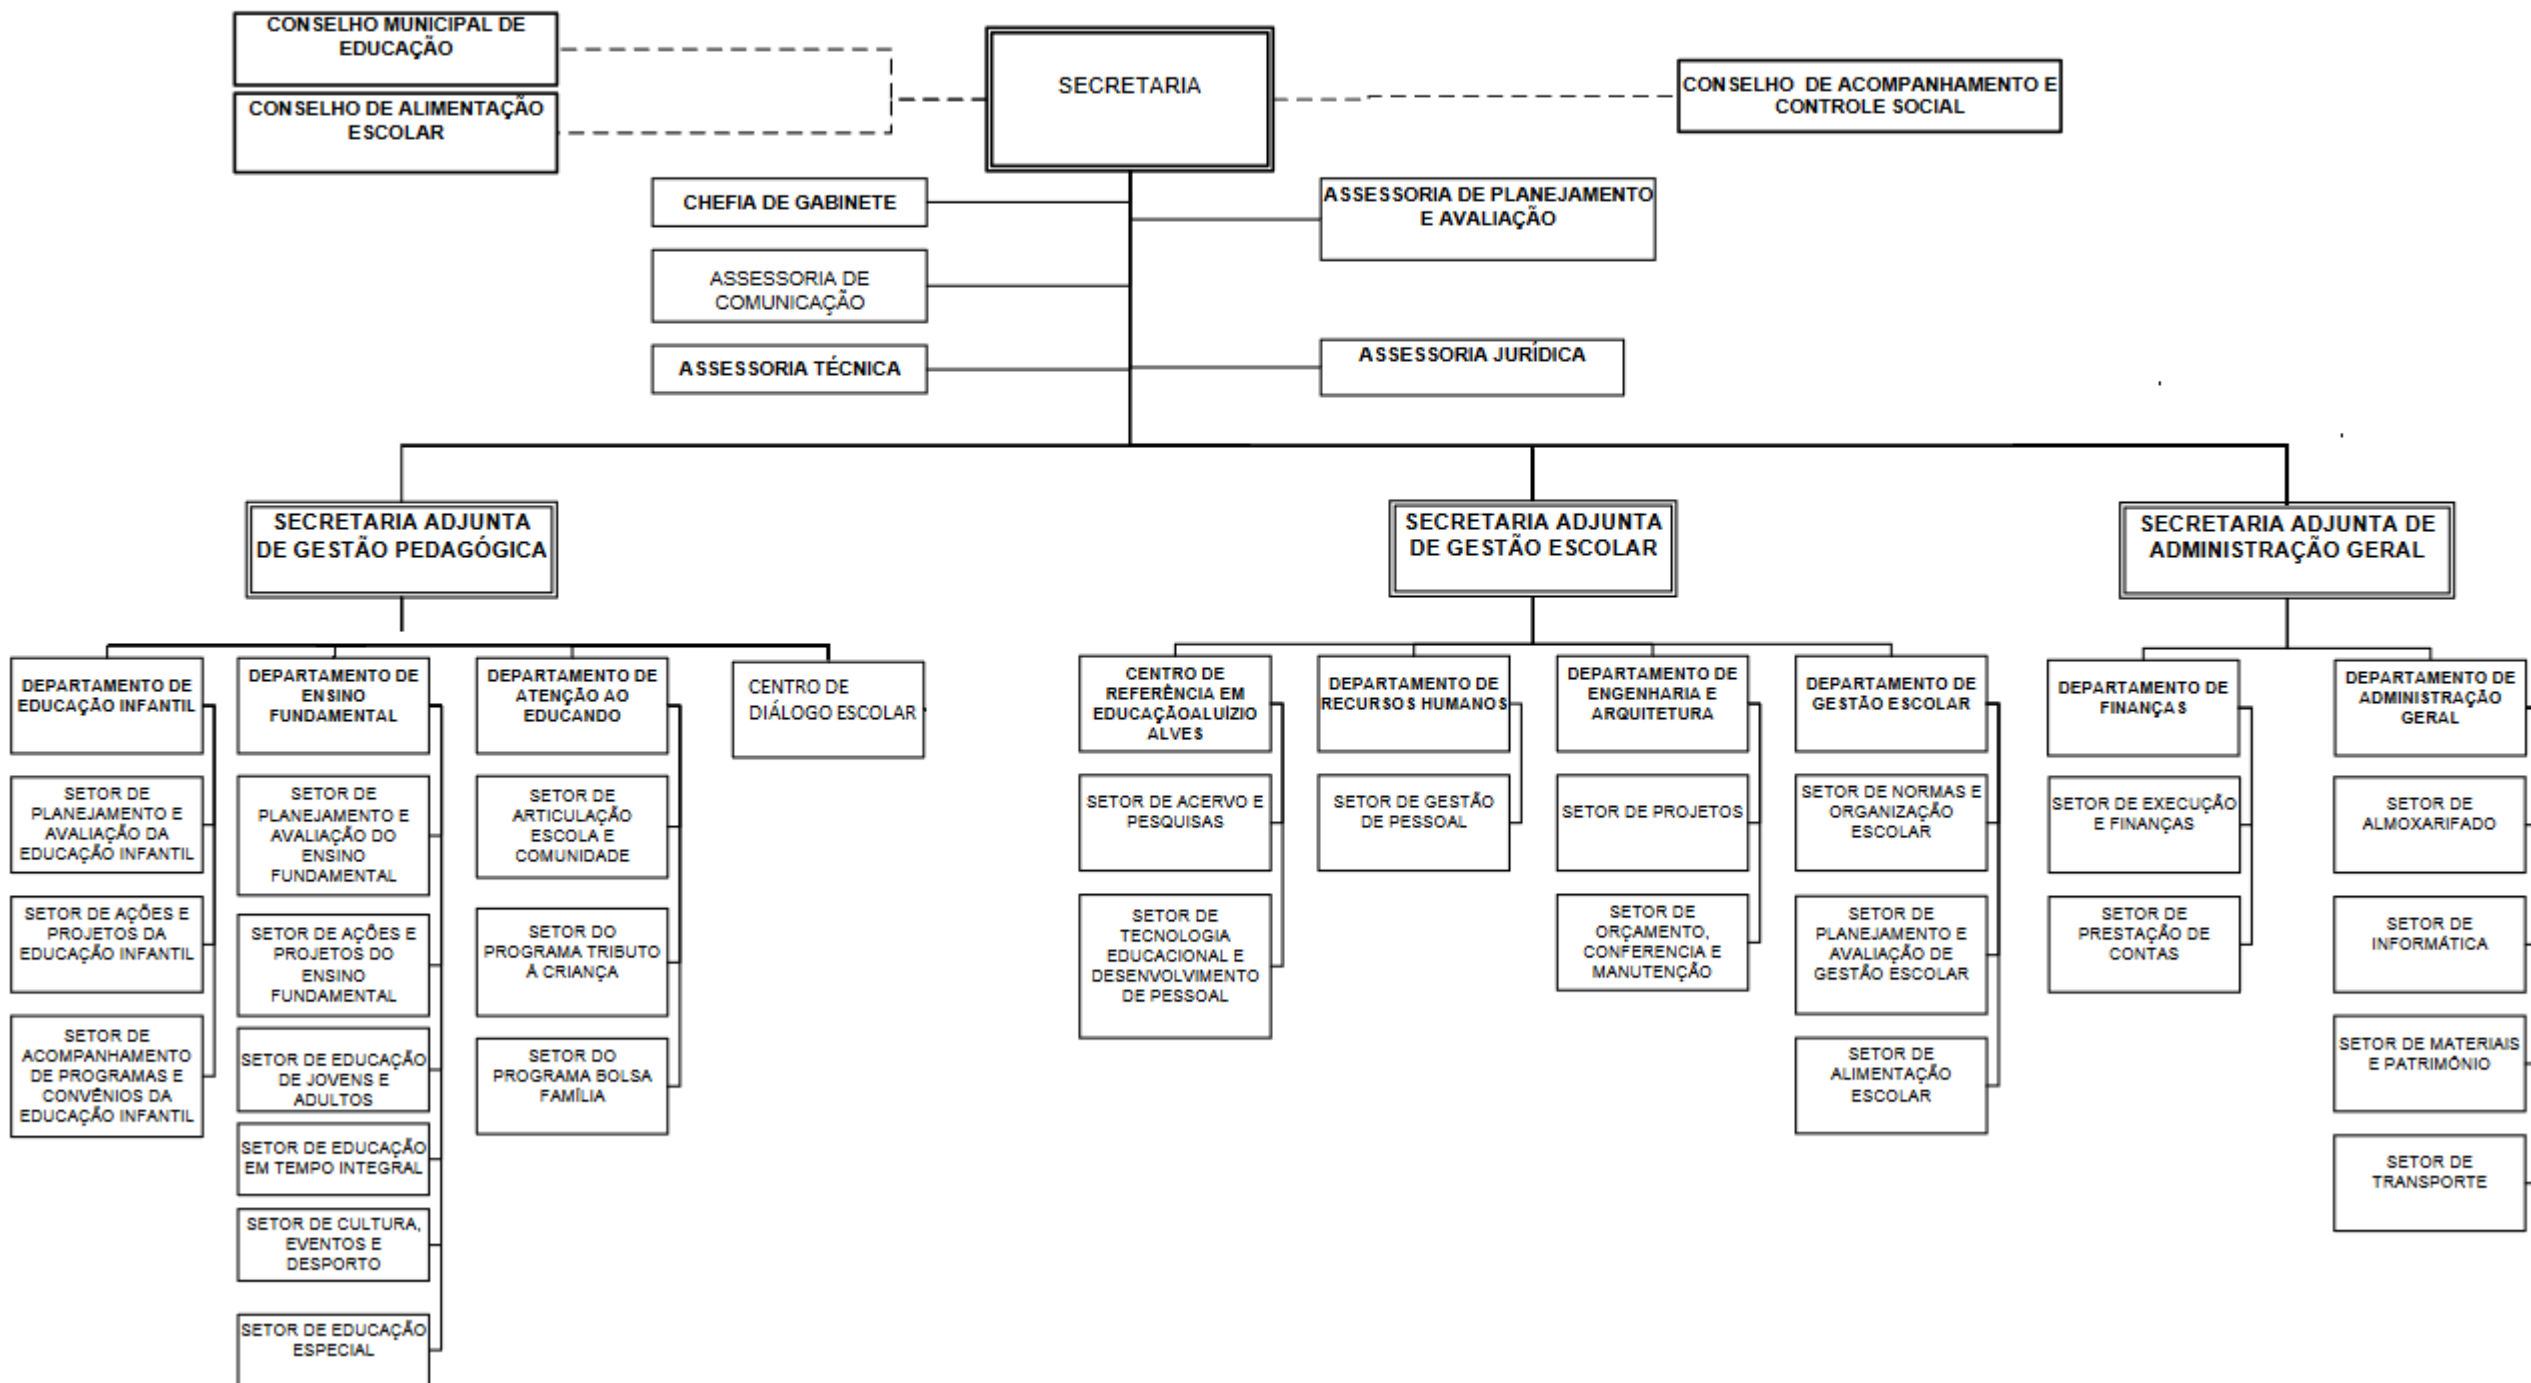 CONSELHO MUNICIPAL DE
EDUCAÇÃO
CONSELHO DE ALIMENTAÇÃO
ESCOLAR
SECRETARIA
CONSELHO DE ACOMPANHAMENTO E
CONTROLE SOCIAL
CHEFIA DE GABINETE
ASSESSORIA DE PLANEJAMENTO
E AVALIAÇÃO
ASSESSORIA DE
COMUNICAÇÃO
ASSESSORIA TÉCNICA
ASSESSORIA JURÍDICA
SECRETARIA ADJUNTA
DE GESTÃO PEDAGÓGICA
SECRETARIA ADJUNTA
DE GESTÃO ESCOLAR
SECRETARIA ADJUNTA DE
ADMINISTRAÇÃO GERAL
DEPARTAMENTO DE
EDUCAÇÃO INFANTIL
SETOR DE
PLANEJAMENTO E
AVALIAÇÃO DA
EDUCAÇÃO INFANTIL
SETOR DE AÇÕES E
PROJETOS DA
EDUCAÇÃO INFANTIL
SETOR DE
ACOMPANHAMENTO
DE PROGRAMAS E
CONVÊNIOS DA
EDUCAÇÃO INFANTIL
DEPARTAMENTO DE
ENSINO
FUNDAMENTAL
SETOR DE
PLANEJAMENTO E
AVALIAÇÃO DO
ENSINO
FUNDAMENTAL
SETOR DE AÇÕES E
PROJETOS DO
ENSINO
FUNDAMENTAL
SETOR DE EDUCAÇÃO
DE JOVENS E
ADULTOS
SETOR DE EDUCAÇÃO
EM TEMPO INTEGRAL
SETOR DE CULTURA,
EVENTOS E
DESPORTO
SETOR DE EDUCAÇÃO
ESPECIAL
DEPARTAMENTO DE
ATENÇÃO AO
EDUCANDO
SETOR DE
ARTICULAÇÃO
ESCOLA E
COMUNIDADE
SETOR DO
PROGRAMA TRIBUTO
À CRIANÇA
SETOR DO
PROGRAMA BOLSA
FAMÍLIA
CENTRO DE
DIÁLOGO ESCOLAR
CENTRO DE
REFERÊNCIA EM
EDUCAÇÃOALUÍZIO
ALVES
SETOR DE ACERVO E
PESQUISAS
SETOR DE
TECNOLOGIA
EDUCACIONAL E
DESENVOLVIMENTO
DE PESSOAL
DEPARTAMENTO DE
RECURSOS HUMANOS
SETOR DE GESTÃO
DE PESSOAL
DEPARTAMENTO DE
ENGENHARIA E
ARQUITETURA
SETOR DE PROJETOS
SETOR DE
ORÇAMENTO,
CONFERENCIA E
MANUTENÇÃO
DEPARTAMENTO DE
GESTÃO ESCOLAR
SETOR DE NORMAS E
ORGANIZAÇÃO
ESCOLAR
SETOR DE
PLANEJAMENTO E
AVALIAÇÃO DE
GESTÃO ESCOLAR
SETOR DE
ALIMENTAÇÃO
ESCOLAR
DEPARTAMENTO DE
FINANÇAS
SETOR DE EXECUÇÃO
E FINANÇAS
SETOR DE
PRESTAÇÃO DE
CONTAS
DEPARTAMENTO DE
ADMINISTRAÇÃO
GERAL
SETOR DE
ALMOXARIFADO
SETOR DE
INFORMÁTICA
SETOR DE MATERIAIS
E PATRIMÔNIO
SETOR DE
TRANSPORTE